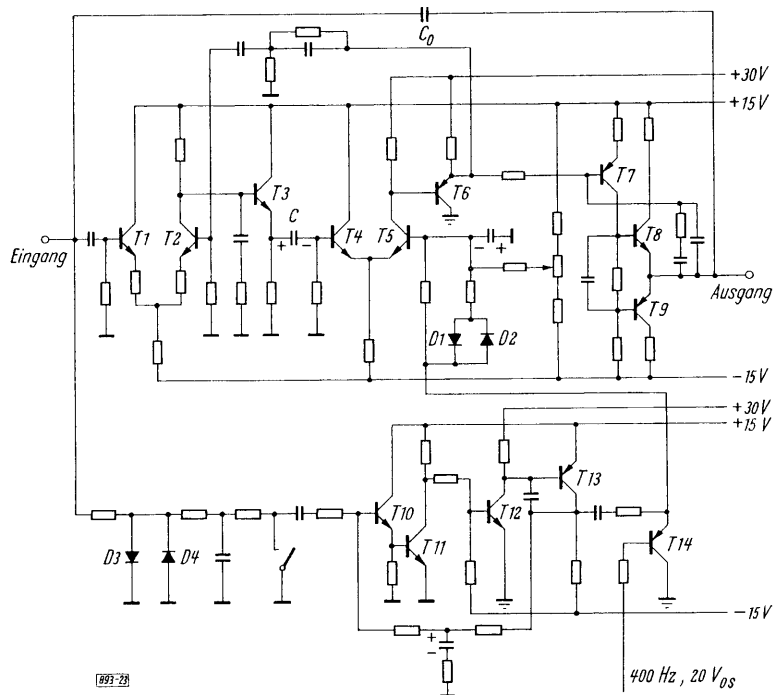 C₀
+30V
+15V
T1
T2
T3
C
+
-
T4
T5
T6
-
+
T7
T8
T9
Eingang
Ausgang
D1
D2
-15V
+30V
+15V
D3
D4
T10
T11
T12
T13
T14
-15V
+
-
893-23
400 Hz, 20 V₀ₛ